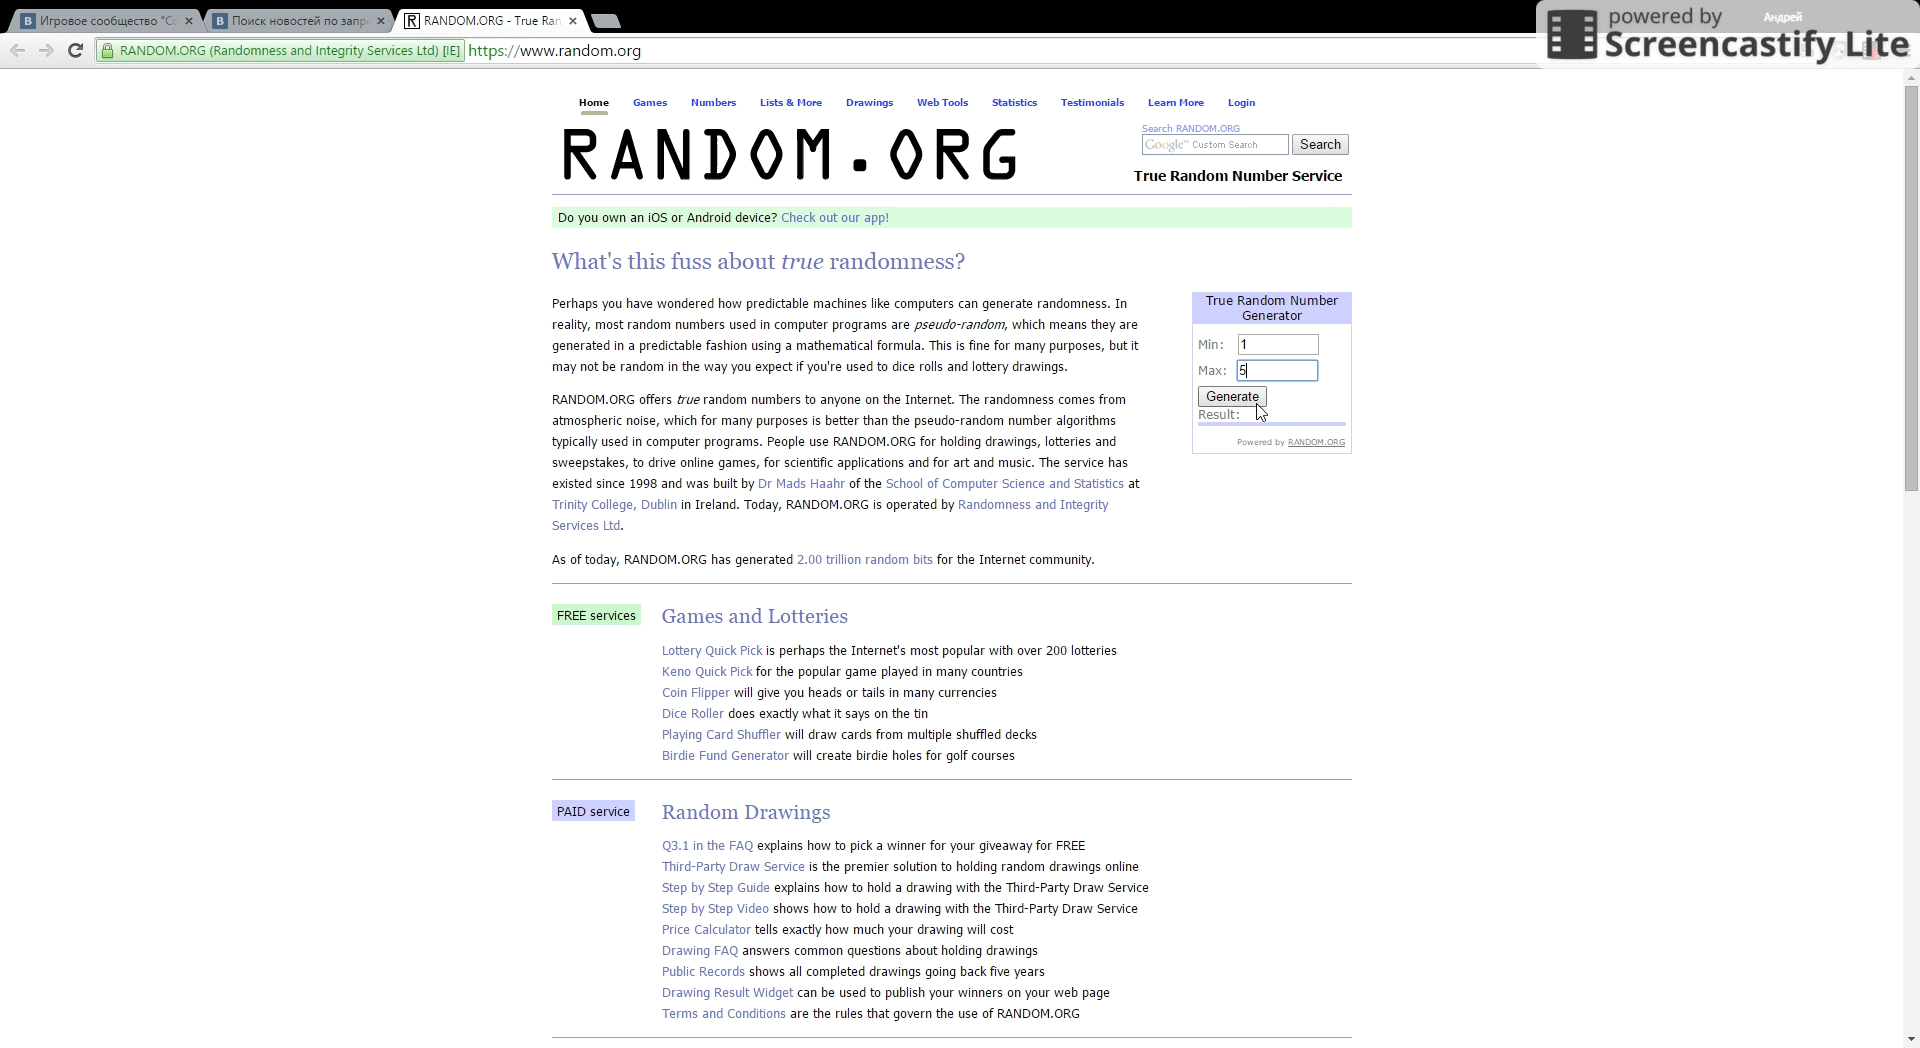 Игровое сообщество "Сс
Поиск новостей по запр
RANDOM.ORG - True Ran
Андрей
powered by
Screencastify Lite
RANDOM.ORG (Randomness and Integrity Services Ltd) [IE] https://www.random.org
Home Games Numbers Lists & More Drawings Web Tools Statistics Testimonials Learn More Login
RANDOM.ORG
Search RANDOM.ORG
Google™ Custom Search Search
True Random Number Service
Do you own an iOS or Android device? Check out our app!
What's this fuss about true randomness?
Perhaps you have wondered how predictable machines like computers can generate randomness. In
reality, most random numbers used in computer programs are pseudo-random, which means they are
generated in a predictable fashion using a mathematical formula. This is fine for many purposes, but it
may not be random in the way you expect if you're used to dice rolls and lottery drawings.
RANDOM.ORG offers true random numbers to anyone on the Internet. The randomness comes from
atmospheric noise, which for many purposes is better than the pseudo-random number algorithms
typically used in computer programs. People use RANDOM.ORG for holding drawings, lotteries and
sweepstakes, to drive online games, for scientific applications and for art and music. The service has
existed since 1998 and was built by Dr Mads Haahr of the School of Computer Science and Statistics at
Trinity College, Dublin in Ireland. Today, RANDOM.ORG is operated by Randomness and Integrity
Services Ltd.
As of today, RANDOM.ORG has generated 2.00 trillion random bits for the Internet community.
True Random Number
Generator
Min: 1
Max: 5
Generate
Result:
Powered by RANDOM.ORG
FREE services
Games and Lotteries
Lottery Quick Pick is perhaps the Internet's most popular with over 200 lotteries
Keno Quick Pick for the popular game played in many countries
Coin Flipper will give you heads or tails in many currencies
Dice Roller does exactly what it says on the tin
Playing Card Shuffler will draw cards from multiple shuffled decks
Birdie Fund Generator will create birdie holes for golf courses
PAID service
Random Drawings
Q3.1 in the FAQ explains how to pick a winner for your giveaway for FREE
Third-Party Draw Service is the premier solution to holding random drawings online
Step by Step Guide explains how to hold a drawing with the Third-Party Draw Service
Step by Step Video shows how to hold a drawing with the Third-Party Draw Service
Price Calculator tells exactly how much your drawing will cost
Drawing FAQ answers common questions about holding drawings
Public Records shows all completed drawings going back five years
Drawing Result Widget can be used to publish your winners on your web page
Terms and Conditions are the rules that govern the use of RANDOM.ORG